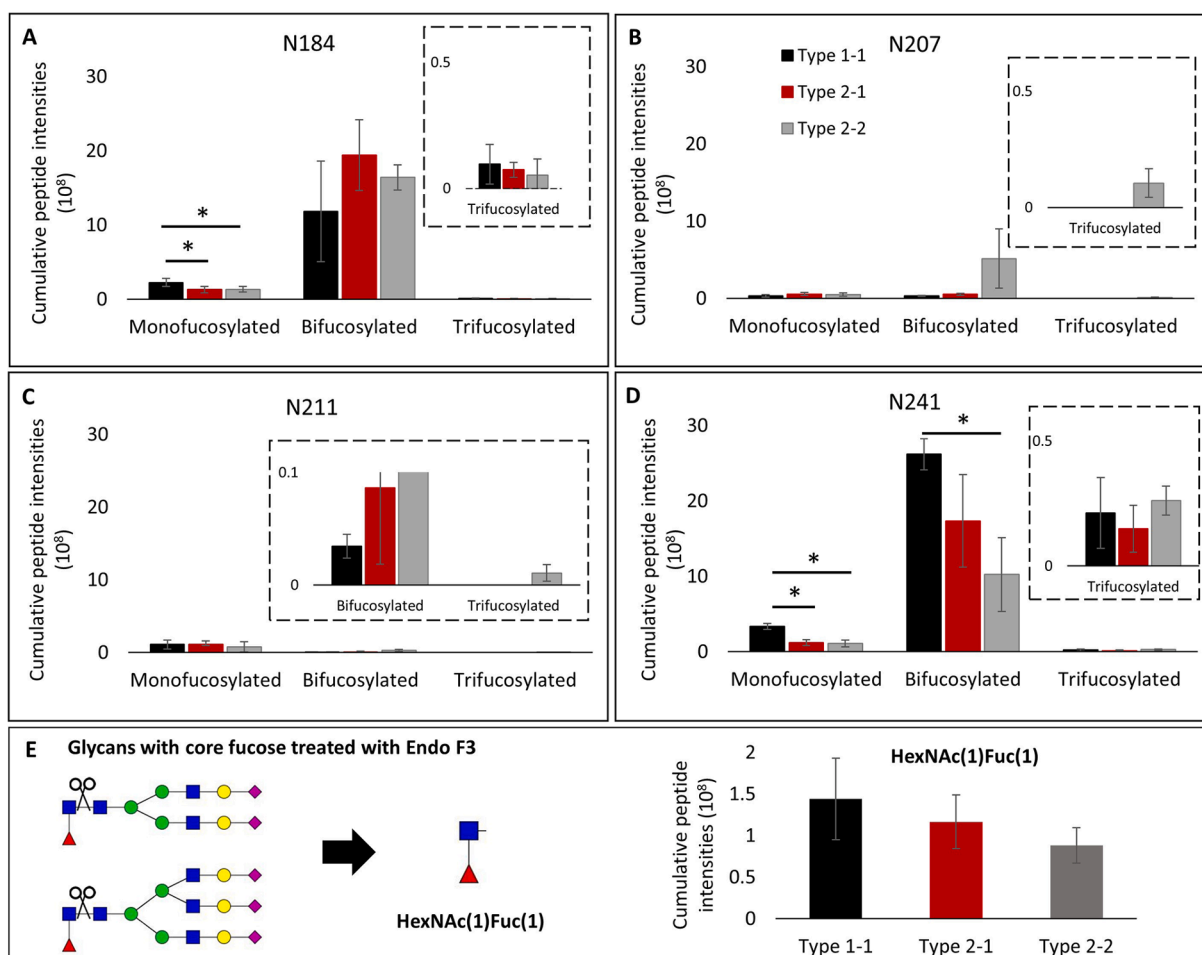 A
N184
Cumulative peptide intensities
(10⁸)
30
20
10
0
*
*
0.5
0
Trifucosylated
Monofucosylated
Bifucosylated
Trifucosylated
B
N207
Cumulative peptide intensities
(10⁸)
30
20
10
0
Type 1-1
Type 2-1
Type 2-2
0.5
0
Trifucosylated
Monofucosylated
Bifucosylated
Trifucosylated
C
N211
Cumulative peptide intensities
(10⁸)
30
20
10
0
0.1
0
Bifucosylated
Trifucosylated
Monofucosylated
Bifucosylated
Trifucosylated
D
N241
Cumulative peptide intensities
(10⁸)
30
20
10
0
*
*
*
0.5
0
Trifucosylated
Monofucosylated
Bifucosylated
Trifucosylated
E
Glycans with core fucose treated with Endo F3
HexNAc(1)Fuc(1)
HexNAc(1)Fuc(1)
Cumulative peptide
intensities (10⁸)
2
1.5
1
0.5
0
Type 1-1
Type 2-1
Type 2-2